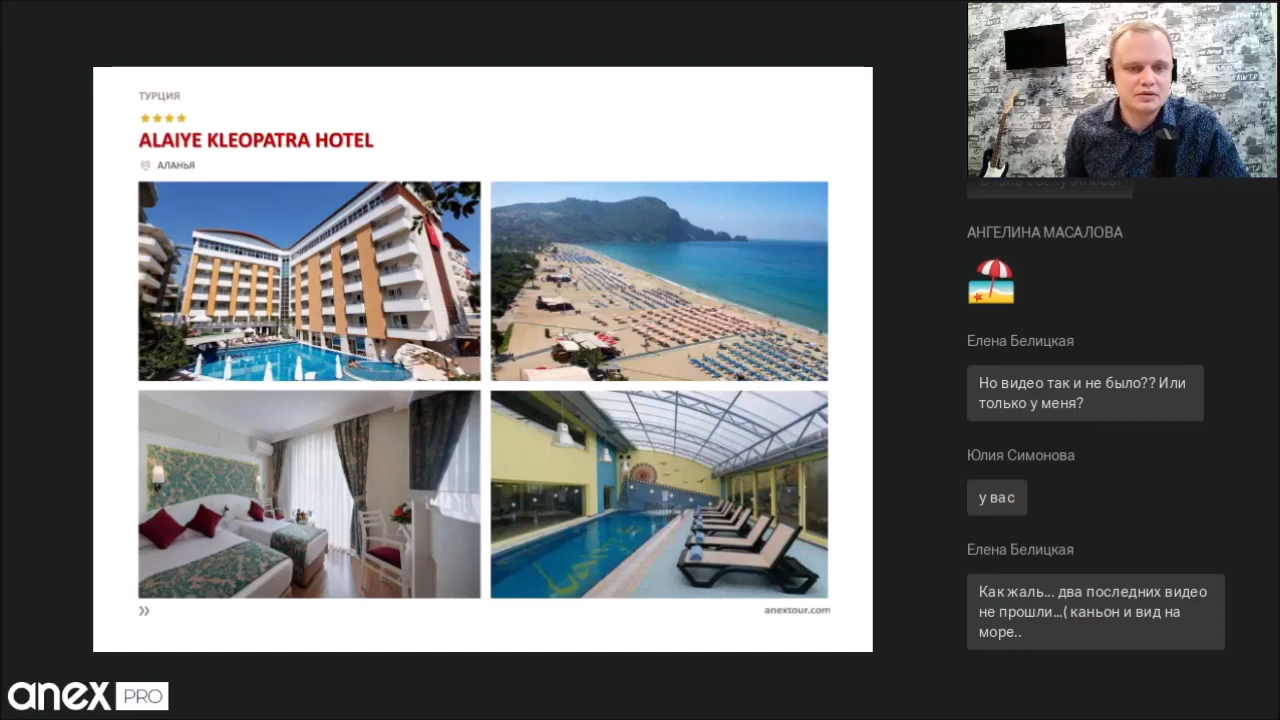 ТУРЦИЯ
ALAIYE KLEOPATRA HOTEL
АЛАНЬЯ
anextour.com
anex PRO
АНГЕЛИНА МАСАЛОВА
Елена Белицкая
Но видео так и не было?? Или
только у меня?
Юлия Симонова
у вас
Елена Белицкая
Как жаль... два последних видео
не прошли...( каньон и вид на
море..